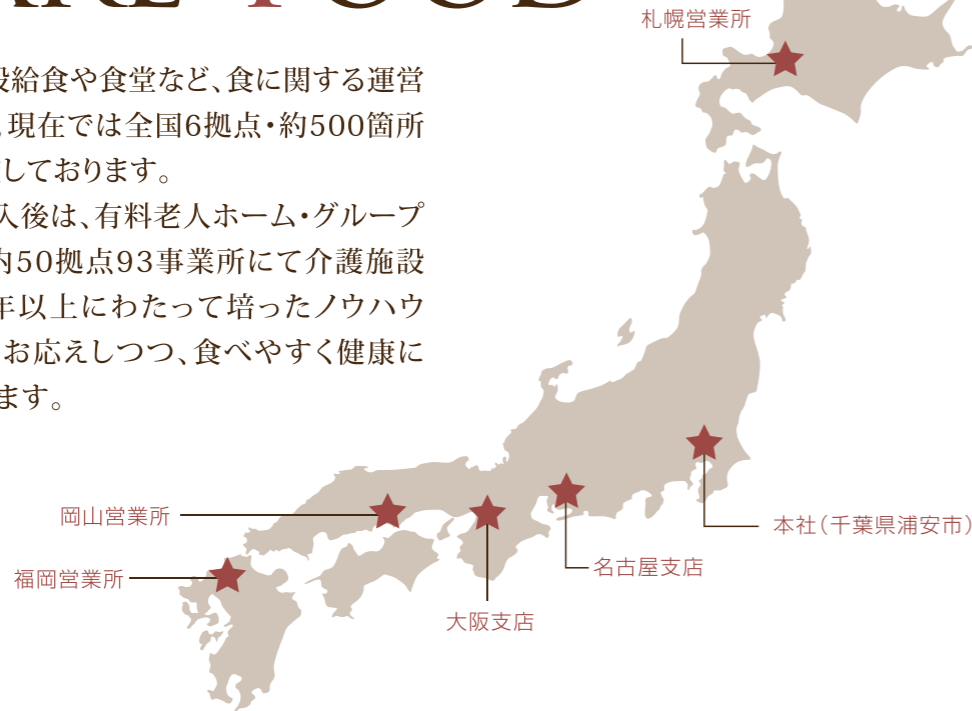 FOOD
設給食や食堂など、食に関する運営
現在では全国6拠点・約500箇所
しております。
入後は、有料老人ホーム・グループ
内50拠点93事業所にて介護施設
年以上にわたって培ったノウハウ
お応えしつつ、食べやすく健康に
ます。
札幌営業所
岡山営業所
福岡営業所
大阪支店
名古屋支店
本社（千葉県浦安市）